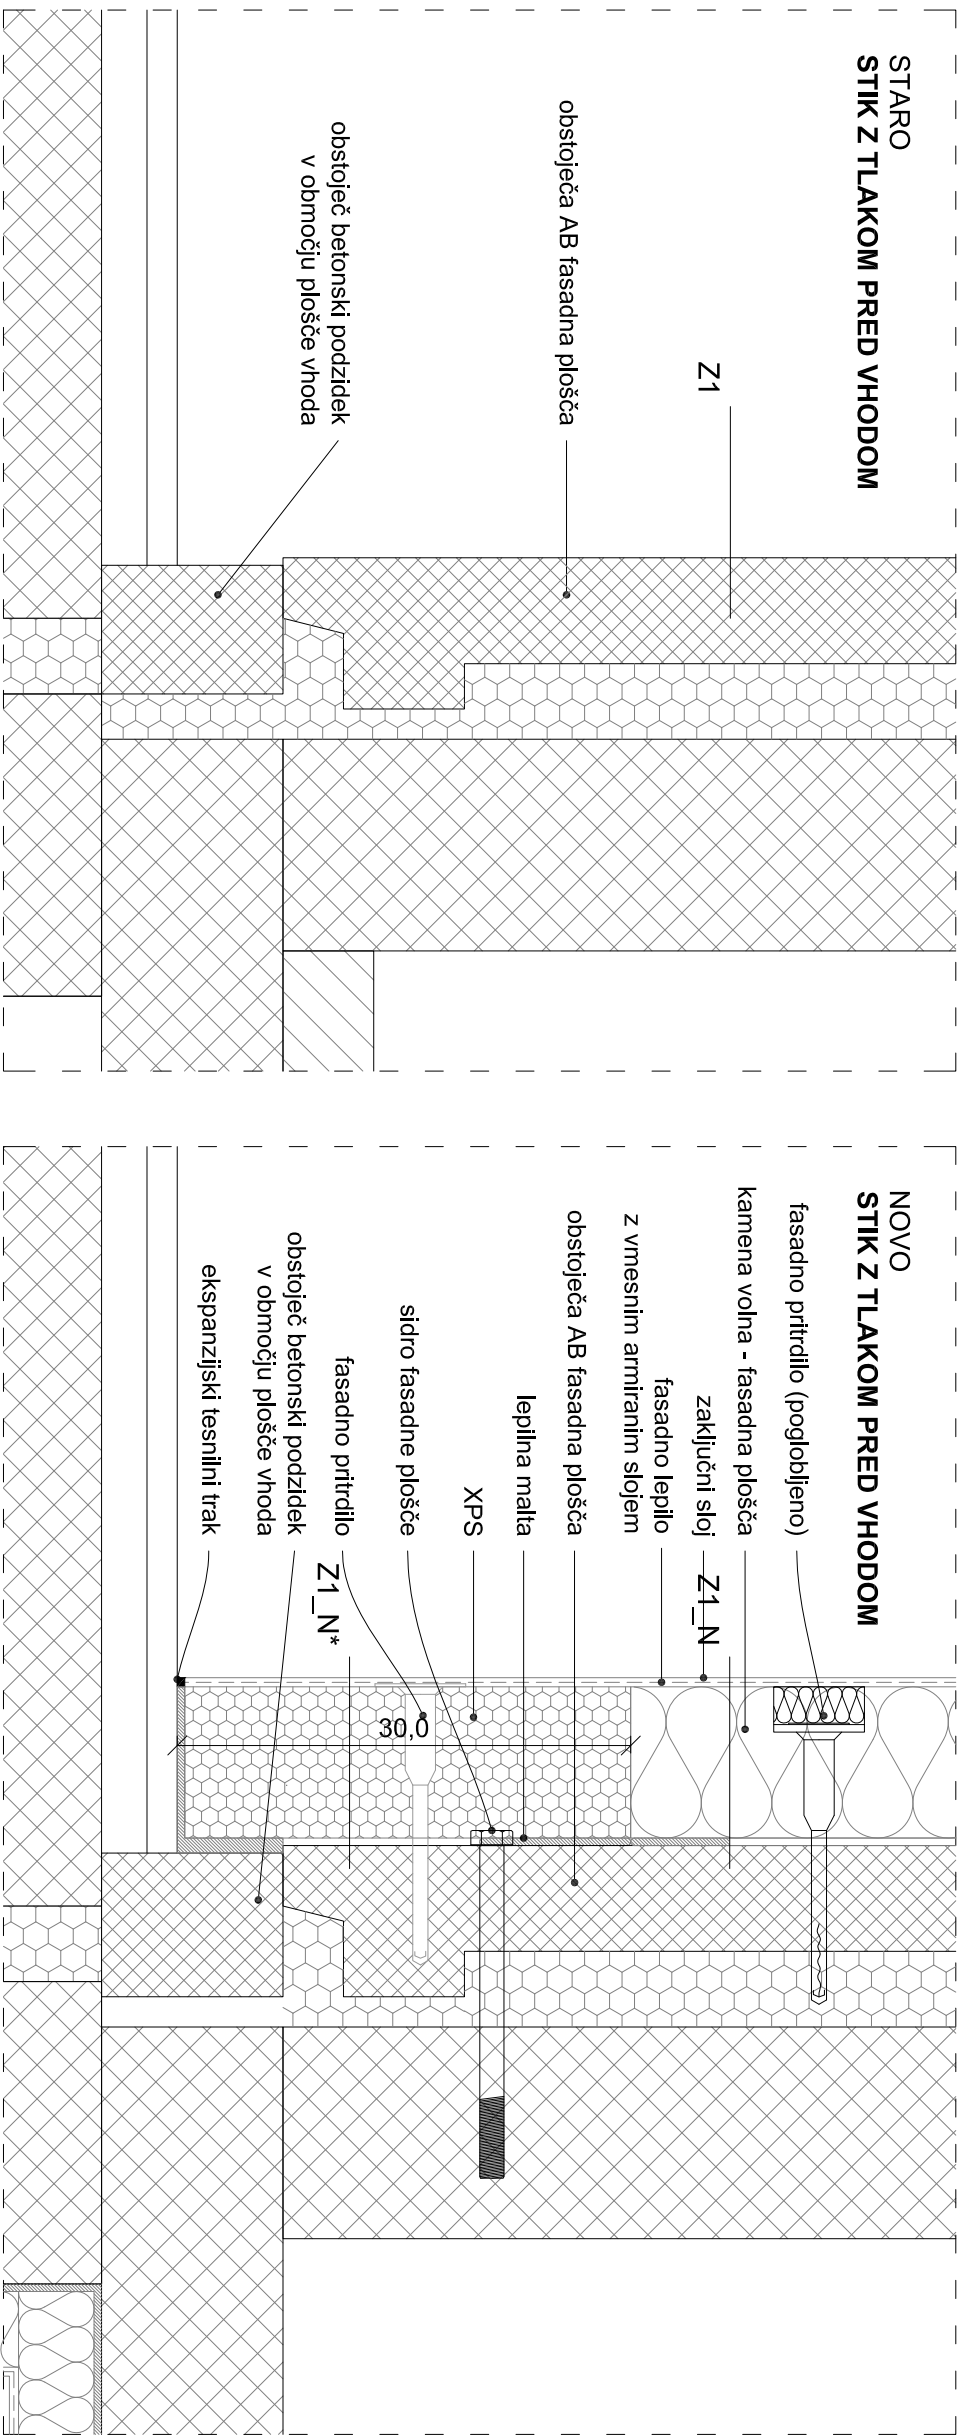 STARO
STIK Z TLAKOM PRED VHODOM
Z1
obstoječa AB fasadna plošča
obstoječ betonski podzidek
v območju plošče vhoda
NOVO
STIK Z TLAKOM PRED VHODOM
fasadno pritrdilo (poglobljeno)
kamena volna - fasadna plošča
zaključni sloj
Z1_N
fasadno lepilo
z vmesnim armiranim slojem
obstoječa AB fasadna plošča
lepilna malta
XPS
sidro fasadne plošče
fasadno pritrdilo
Z1_N*
obstoječ betonski podzidek
v območju plošče vhoda
ekspanzijski tesnilni trak
30,0